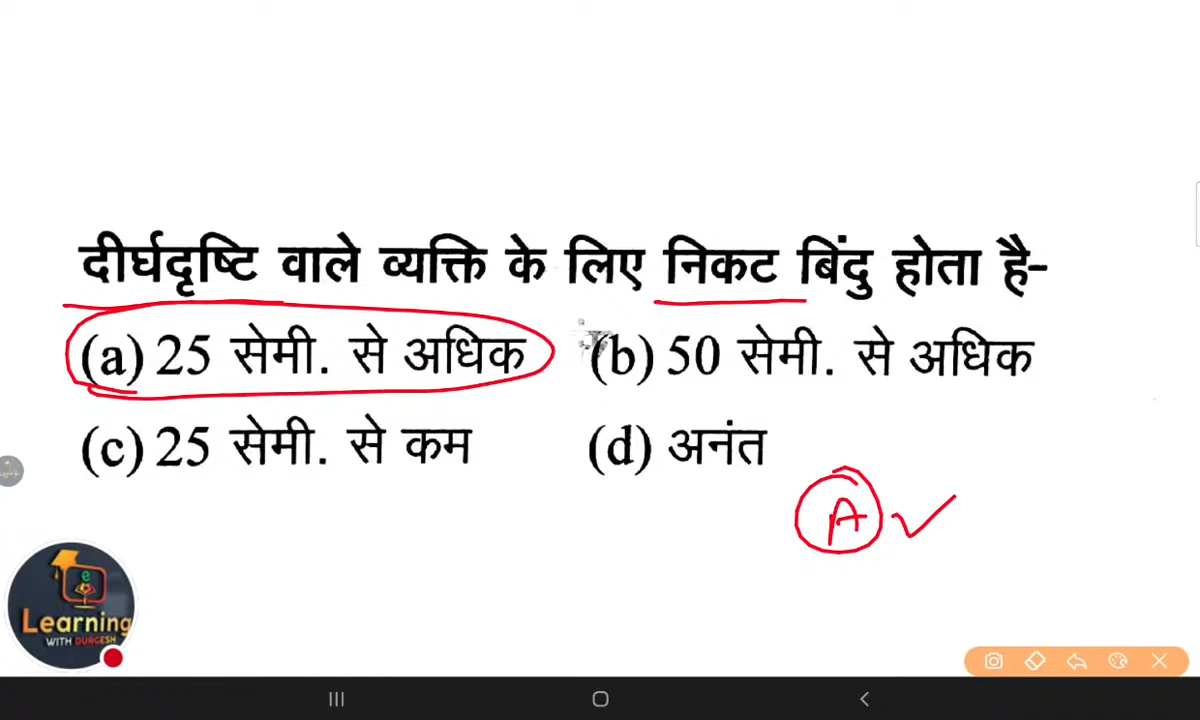 दीर्घदृष्टि वाले व्यक्ति के लिए निकट बिंदु होता है-
(a) 25 सेमी. से अधिक (b) 50 सेमी. से अधिक
(c) 25 सेमी. से कम (d) अनंत
A
e
Learning
WITH DURGESH